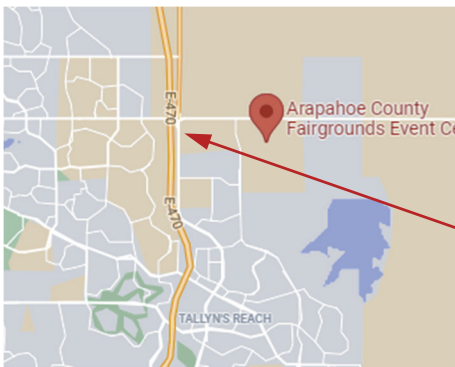 E-470
Arapahoe County
Fairgrounds Event Ce
E-470
TALLYN'S REACH